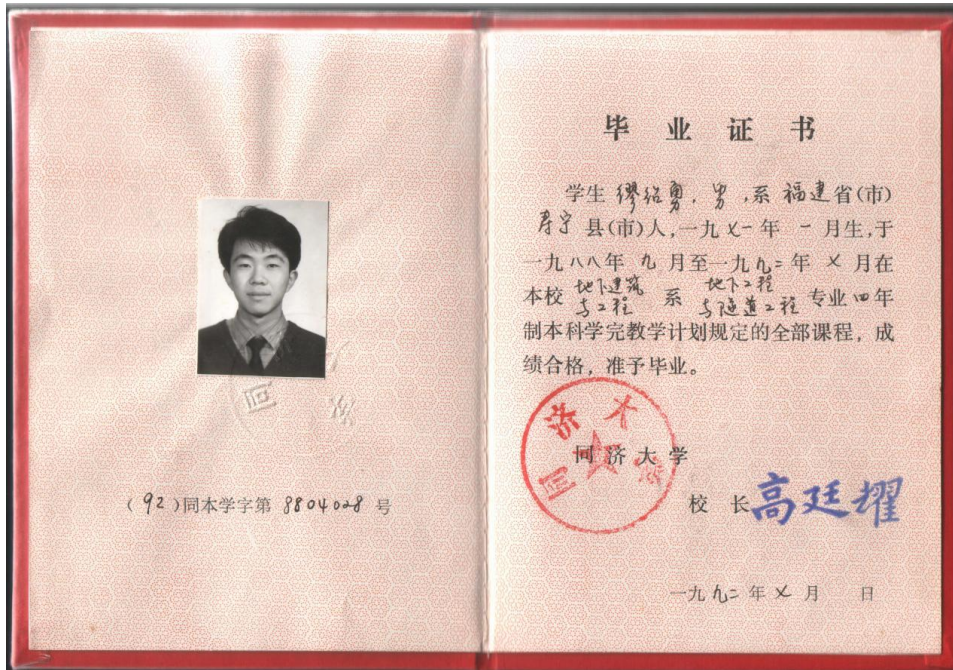 同济
(92)同本学字第 8804028 号
毕业证书
学生 缪绍勇, 男 ,系 福建省(市)
寿宁 县(市)人,一九七一年 一 月生,于
一九八八年 九 月至一九九二年 七 月在
本校 地下建筑与工程 系 地下工程与隧道工程 专业四年
制本科学完教学计划规定的全部课程,成
绩合格,准予毕业。
同济大学
同济大学
校 长 高廷耀
一九九二年 七 月 日